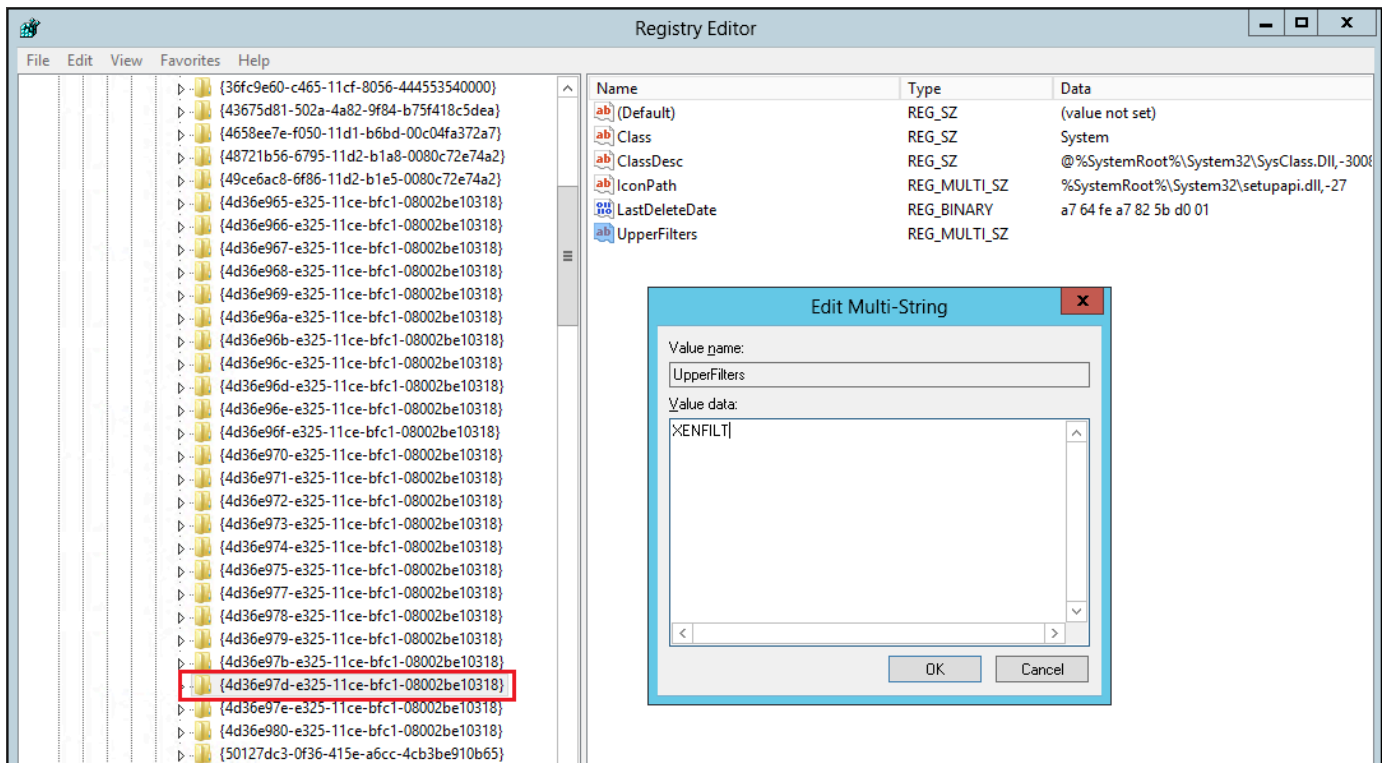 Registry Editor
File Edit View Favorites Help
{36fc9e60-c465-11cf-8056-444553540000}
{43675d81-502a-4a82-9f84-b75f418c5dea}
{4658ee7e-f050-11d1-b6bd-00c04fa372a7}
{48721b56-6795-11d2-b1a8-0080c72e74a2}
{49ce6ac8-6f86-11d2-b1e5-0080c72e74a2}
{4d36e965-e325-11ce-bfc1-08002be10318}
{4d36e966-e325-11ce-bfc1-08002be10318}
{4d36e967-e325-11ce-bfc1-08002be10318}
{4d36e968-e325-11ce-bfc1-08002be10318}
{4d36e969-e325-11ce-bfc1-08002be10318}
{4d36e96a-e325-11ce-bfc1-08002be10318}
{4d36e96b-e325-11ce-bfc1-08002be10318}
{4d36e96c-e325-11ce-bfc1-08002be10318}
{4d36e96d-e325-11ce-bfc1-08002be10318}
{4d36e96e-e325-11ce-bfc1-08002be10318}
{4d36e96f-e325-11ce-bfc1-08002be10318}
{4d36e970-e325-11ce-bfc1-08002be10318}
{4d36e971-e325-11ce-bfc1-08002be10318}
{4d36e972-e325-11ce-bfc1-08002be10318}
{4d36e973-e325-11ce-bfc1-08002be10318}
{4d36e974-e325-11ce-bfc1-08002be10318}
{4d36e975-e325-11ce-bfc1-08002be10318}
{4d36e977-e325-11ce-bfc1-08002be10318}
{4d36e978-e325-11ce-bfc1-08002be10318}
{4d36e979-e325-11ce-bfc1-08002be10318}
{4d36e97b-e325-11ce-bfc1-08002be10318}
{4d36e97d-e325-11ce-bfc1-08002be10318}
{4d36e97e-e325-11ce-bfc1-08002be10318}
{4d36e980-e325-11ce-bfc1-08002be10318}
{50127dc3-0f36-415e-a6cc-4cb3be910b65}
Name Type Data
(Default) REG_SZ (value not set)
Class REG_SZ System
ClassDesc REG_SZ @%SystemRoot%\System32\SysClass.Dll,-3008
IconPath REG_MULTI_SZ %SystemRoot%\System32\setupapi.dll,-27
LastDeleteDate REG_BINARY a7 64 fe a7 82 5b d0 01
UpperFilters REG_MULTI_SZ
Edit Multi-String
Value name:
UpperFilters
Value data:
XENFILT
OK Cancel